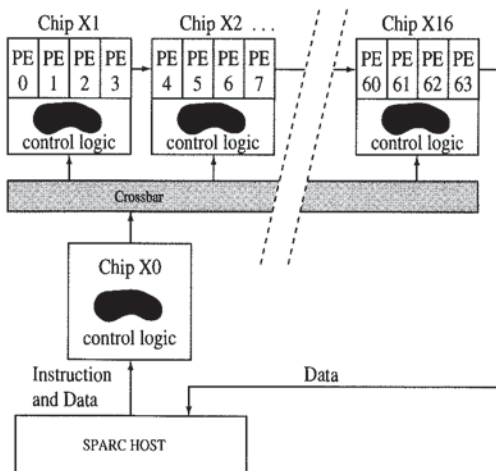 Chip X1
Chip X2 . . .
Chip X16
PE PE PE PE
0 1 2 3
PE PE PE PE
4 5 6 7
PE PE PE PE
60 61 62 63
control logic
control logic
control logic
Crossbar
Chip X0
control logic
Instruction
and Data
Data
SPARC HOST